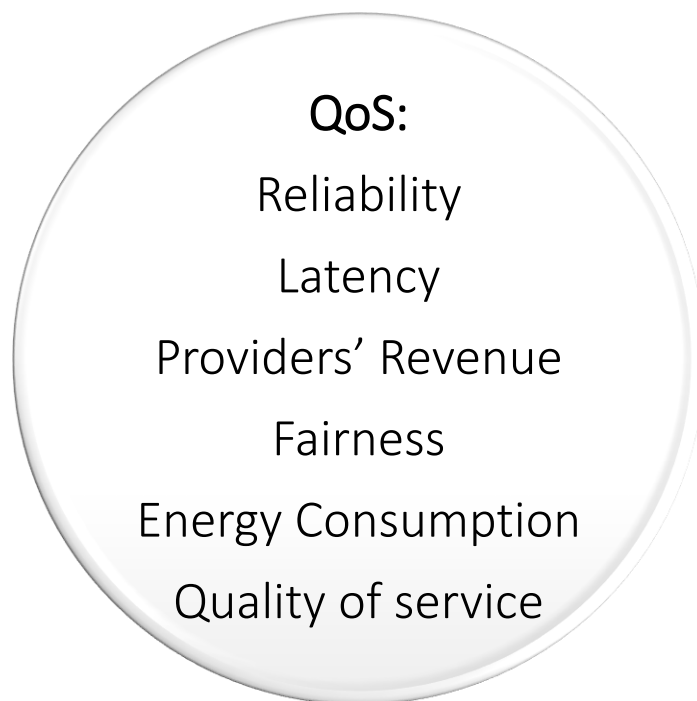 QoS:
Reliability
Latency
Providers’ Revenue
Fairness
Energy Consumption
Quality of service